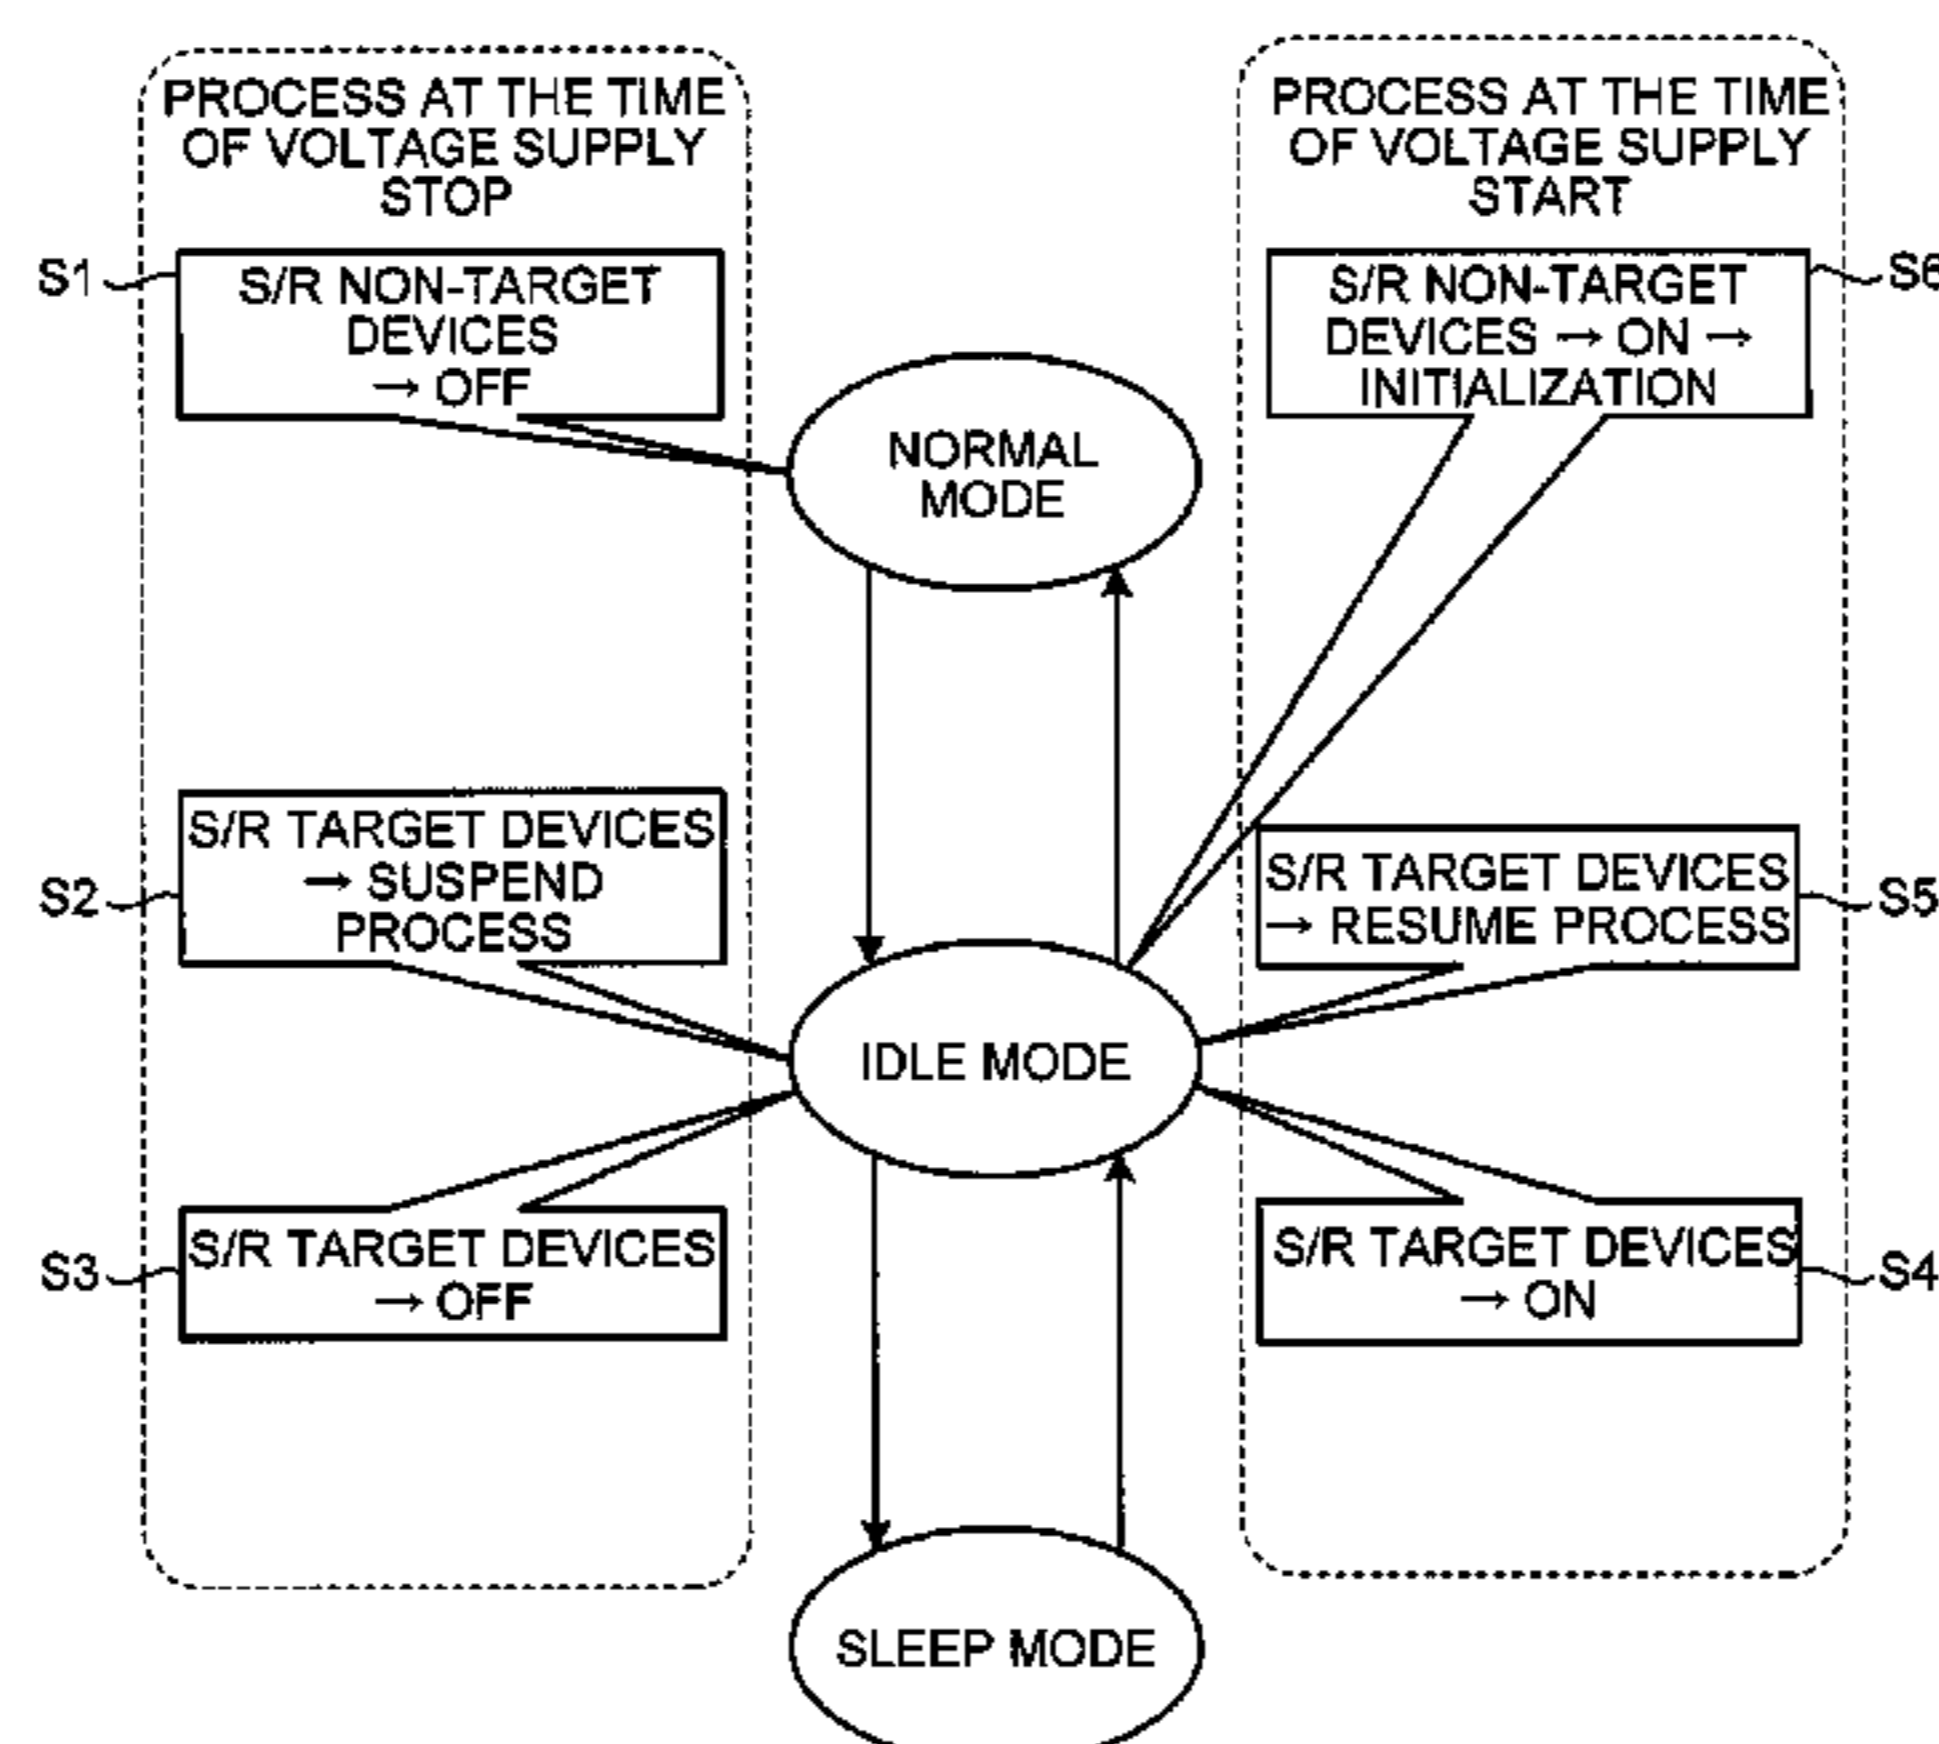 PROCESS AT THE TIME
OF VOLTAGE SUPPLY
STOP
S1
S/R NON-TARGET
DEVICES
→ OFF
S2
S/R TARGET DEVICES
→ SUSPEND
PROCESS
S3
S/R TARGET DEVICES
→ OFF
NORMAL
MODE
IDLE MODE
SLEEP MODE
PROCESS AT THE TIME
OF VOLTAGE SUPPLY
START
S/R NON-TARGET
DEVICES → ON →
INITIALIZATION
S6
S/R TARGET DEVICES
→ RESUME PROCESS
S5
S/R TARGET DEVICES
→ ON
S4